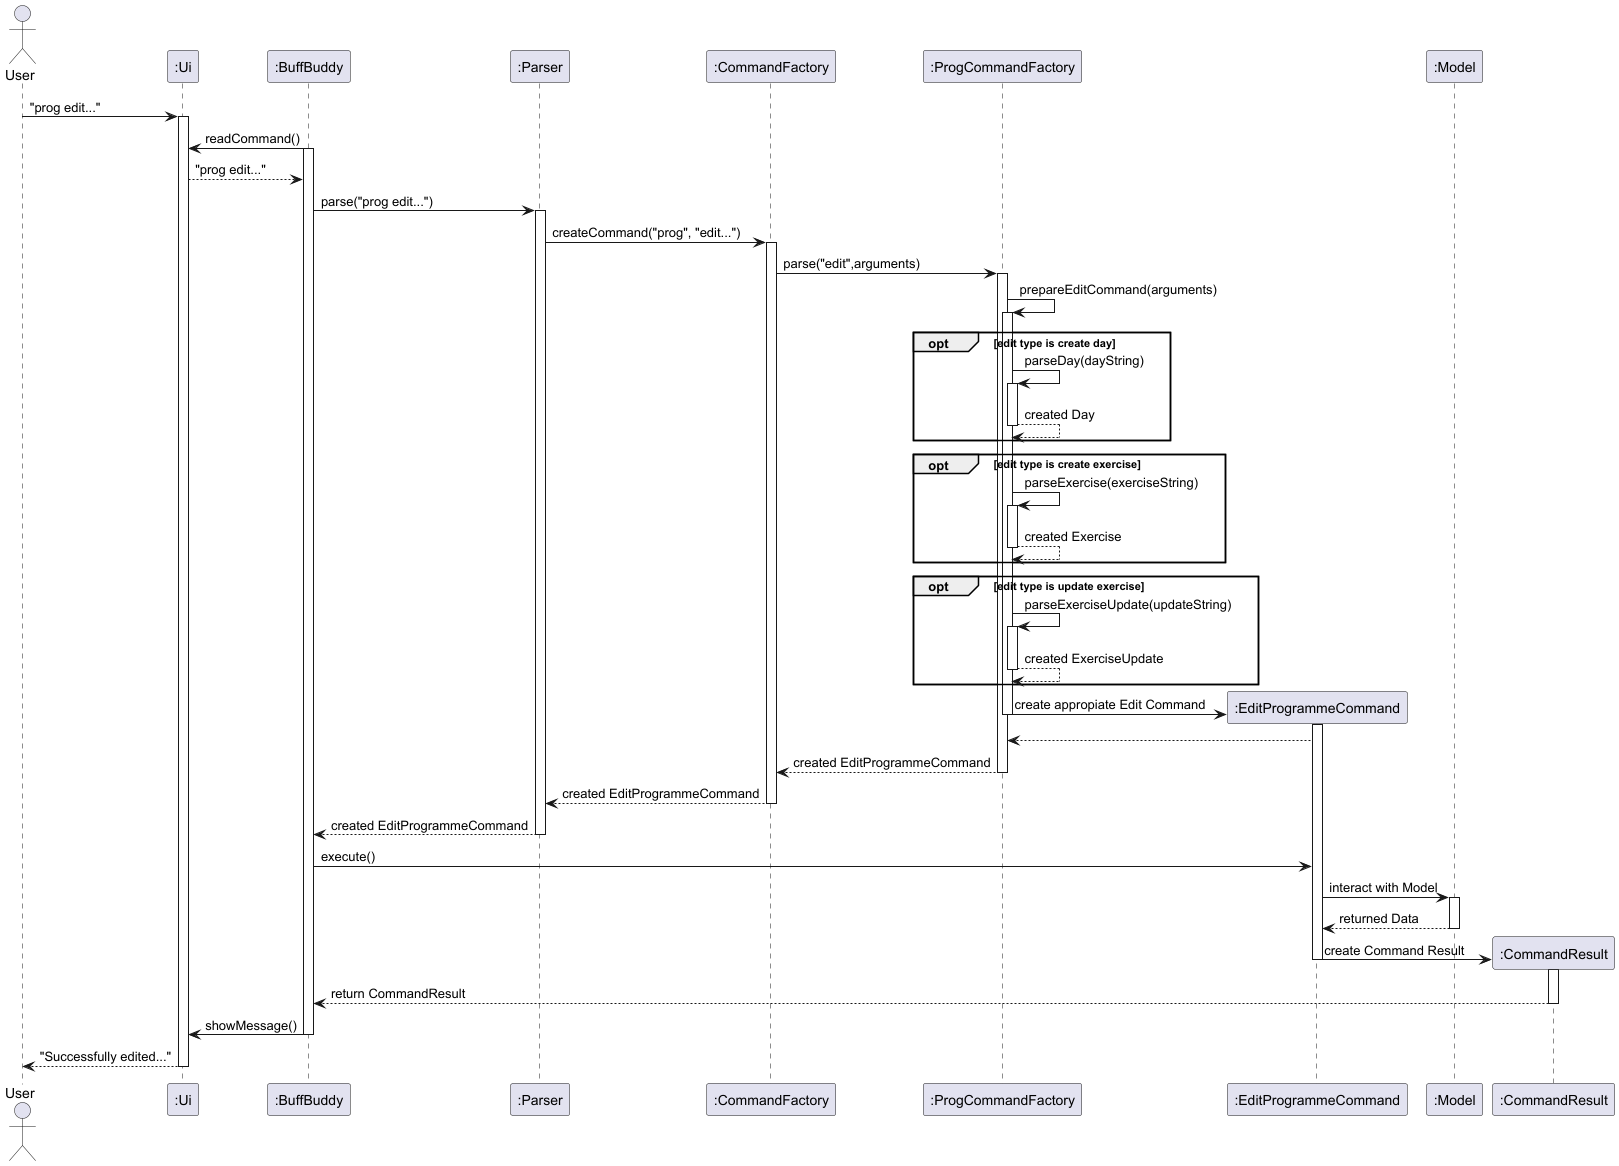 User
:Ui
:BuffBuddy
:Parser
:CommandFactory
:ProgCommandFactory
:Model
"prog edit..."
readCommand()
"prog edit..."
parse("prog edit...")
createCommand("prog", "edit...")
parse("edit",arguments)
prepareEditCommand(arguments)
opt [edit type is create day]
parseDay(dayString)
created Day
opt [edit type is create exercise]
parseExercise(exerciseString)
created Exercise
opt [edit type is update exercise]
parseExerciseUpdate(updateString)
created ExerciseUpdate
create appropiate Edit Command
:EditProgrammeCommand
created EditProgrammeCommand
created EditProgrammeCommand
created EditProgrammeCommand
execute()
interact with Model
returned Data
create Command Result
:CommandResult
return CommandResult
showMessage()
"Successfully edited..."
User
:Ui
:BuffBuddy
:Parser
:CommandFactory
:ProgCommandFactory
:EditProgrammeCommand
:Model
:CommandResult